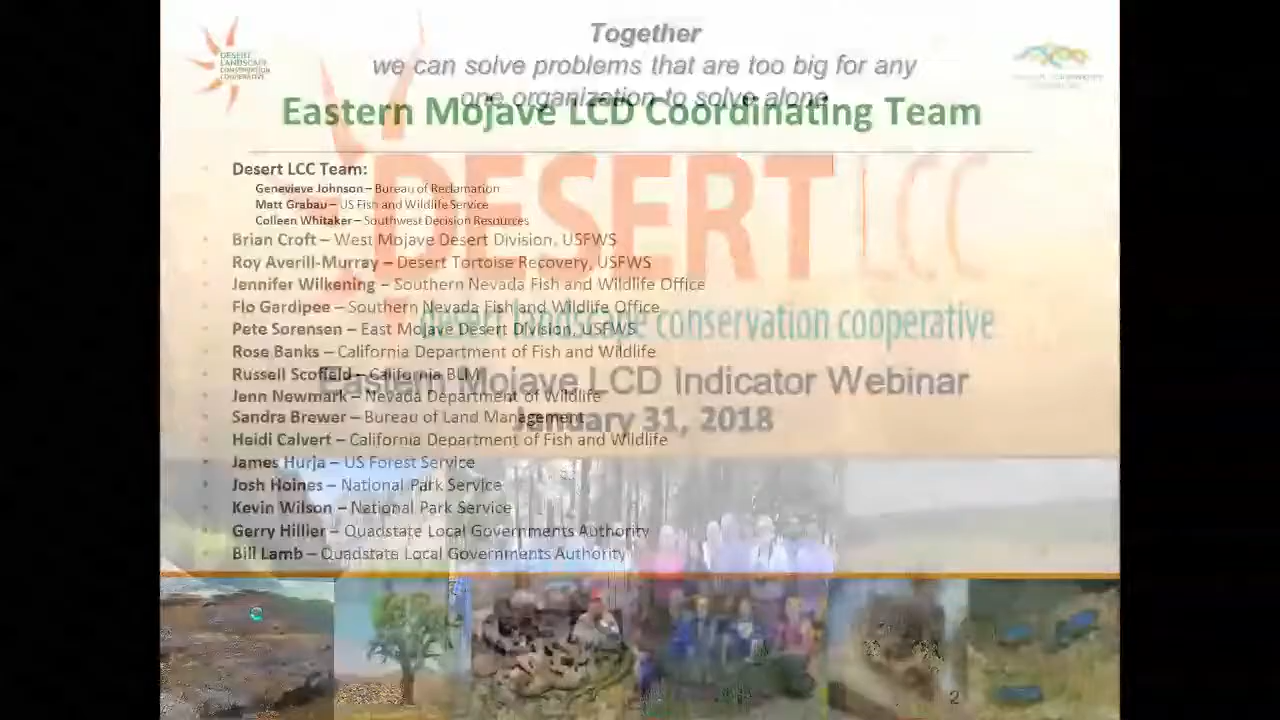 DESERT
LANDSCAPE
CONSERVATION
COOPERATIVE
Together
we can solve problems that are too big for any
one organization to solve alone
Eastern Mojave LCD Coordinating Team
DESERT LCC
desert landscape conservation cooperative
Eastern Mojave LCD Indicator Webinar
January 31, 2018
Desert LCC Team:
Genevieve Johnson – Bureau of Reclamation
Matt Grabau – US Fish and Wildlife Service
Colleen Whitaker – Southwest Decision Resources
Brian Croft – West Mojave Desert Division, USFWS
Roy Averill-Murray – Desert Tortoise Recovery, USFWS
Jennifer Wilkening – Southern Nevada Fish and Wildlife Office
Flo Gardipee – Southern Nevada Fish and Wildlife Office
Pete Sorensen – East Mojave Desert Division, USFWS
Rose Banks – California Department of Fish and Wildlife
Russell Scofield – California BLM
Jenn Newmark – Nevada Department of Wildlife
Sandra Brewer – Bureau of Land Management
Heidi Calvert – California Department of Fish and Wildlife
James Hurja – US Forest Service
Josh Hoines – National Park Service
Kevin Wilson – National Park Service
Gerry Hillier – Quadstate Local Governments Authority
Bill Lamb – Quadstate Local Governments Authority
2